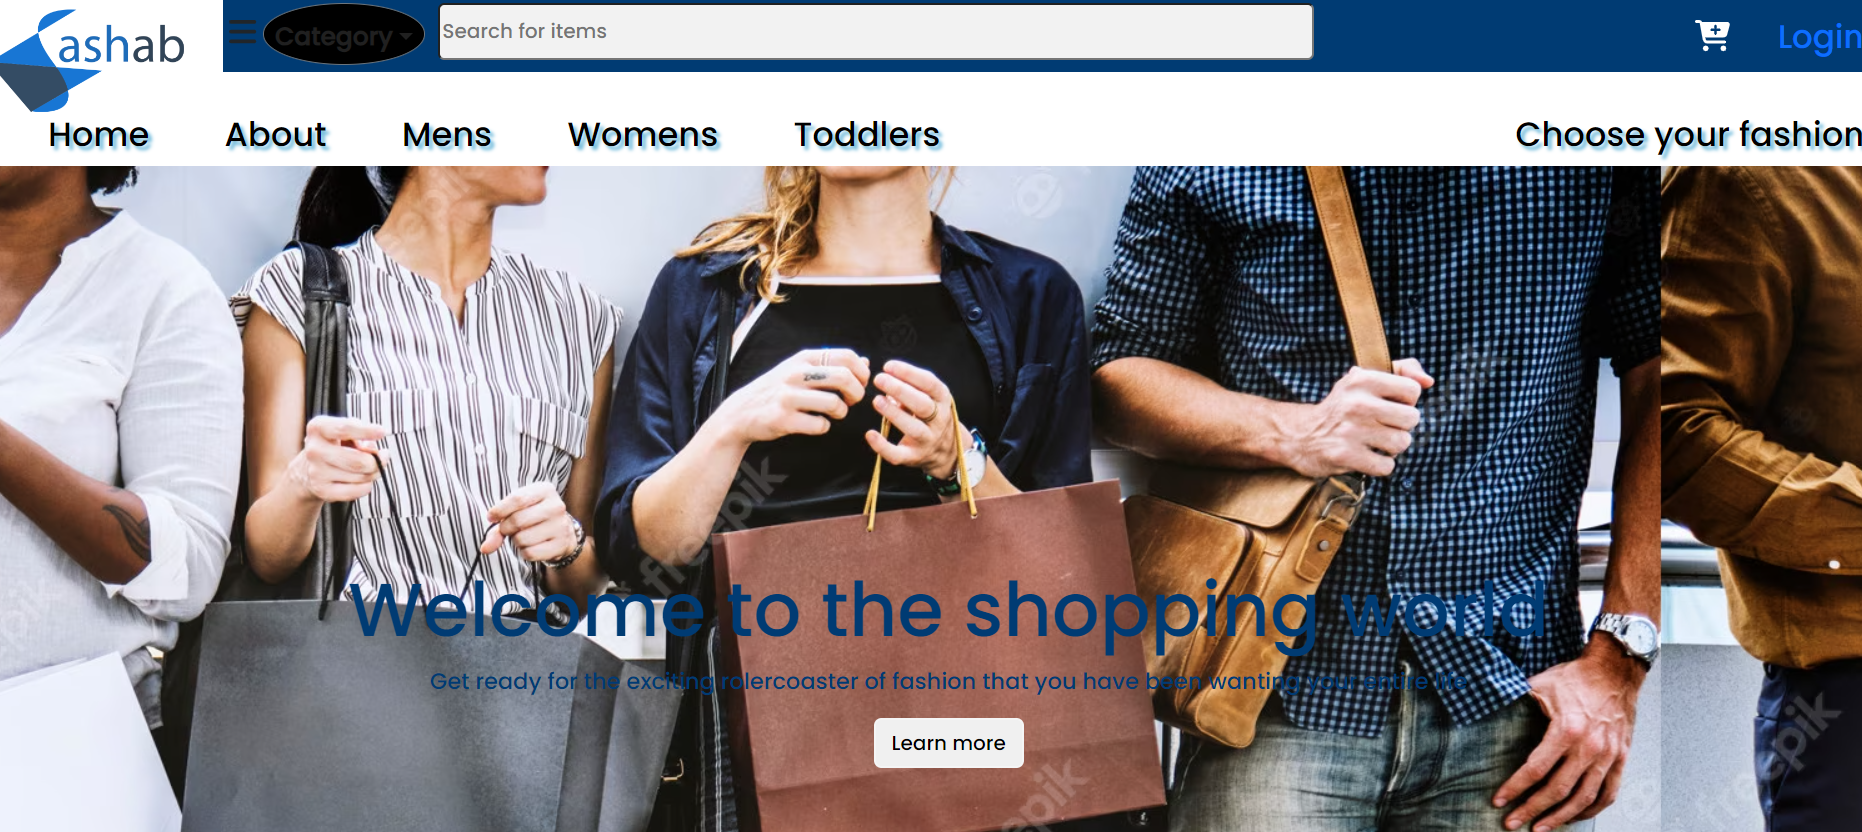 ashab
Category
Search for items
Login
Home About Mens Womens Toddlers Choose your fashion
freepik
Welcome to the shopping world
Get ready for the exciting rolercoaster of fashion that you have been wanting your entire life
Learn more
freepik